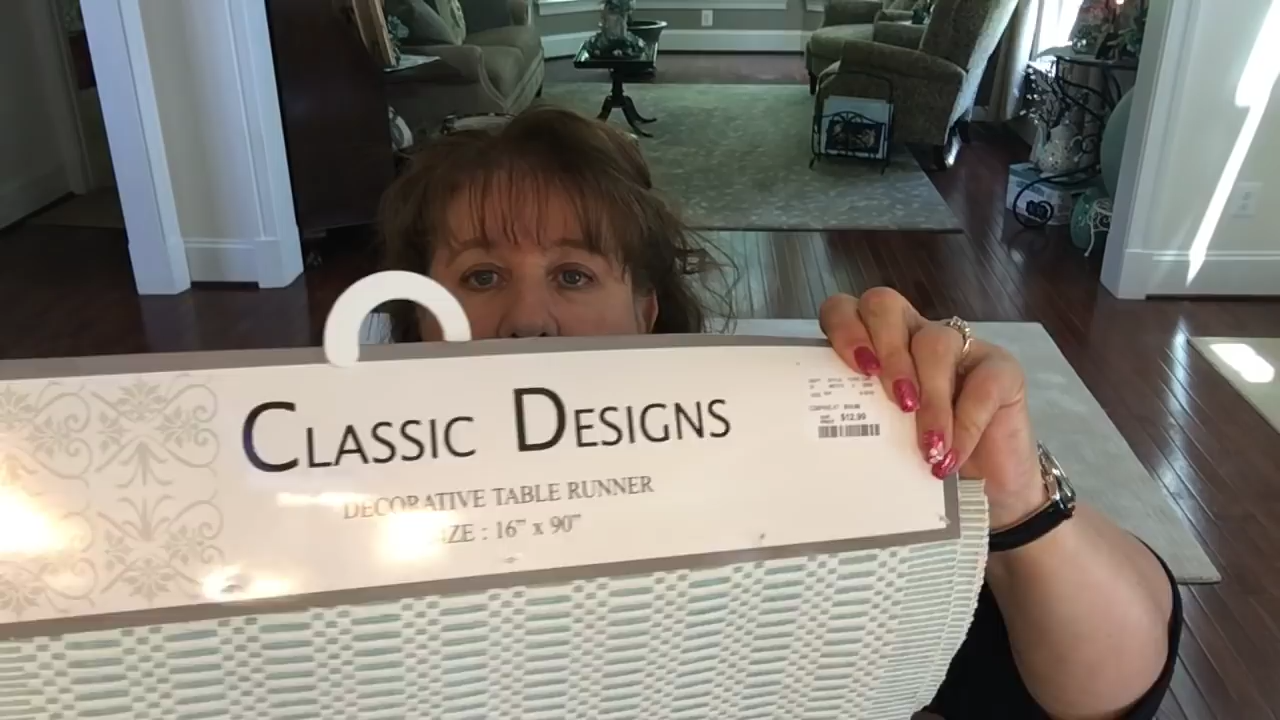 CLASSIC DESIGNS
DECORATIVE TABLE RUNNER
ZE : 16" x 90"
$12.99